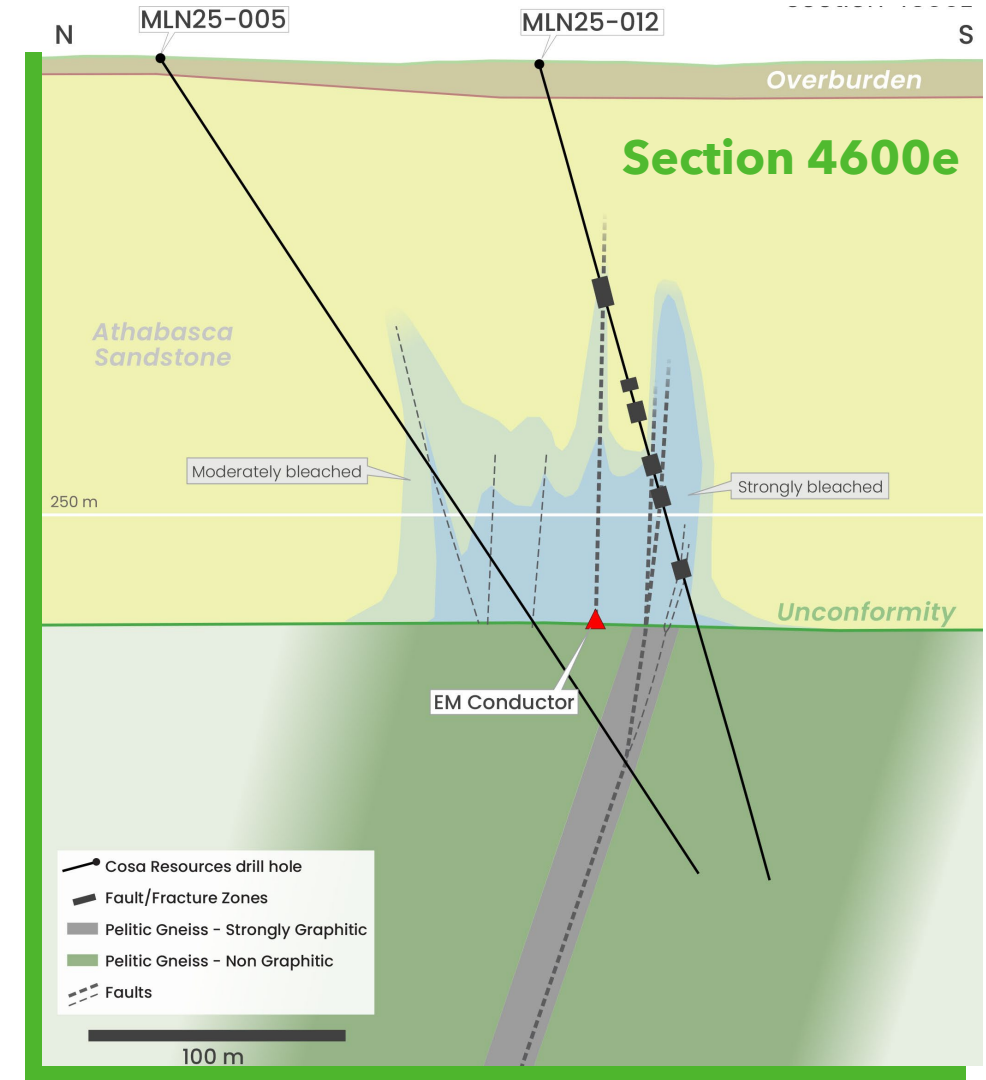 MLN25-005
MLN25-012
N
S
Overburden
Section 4600e
Athabasca
Sandstone
Moderately bleached
Strongly bleached
250 m
Unconformity
EM Conductor
Cosa Resources drill hole
Fault/Fracture Zones
Pelitic Gneiss - Strongly Graphitic
Pelitic Gneiss - Non Graphitic
Faults
100 m